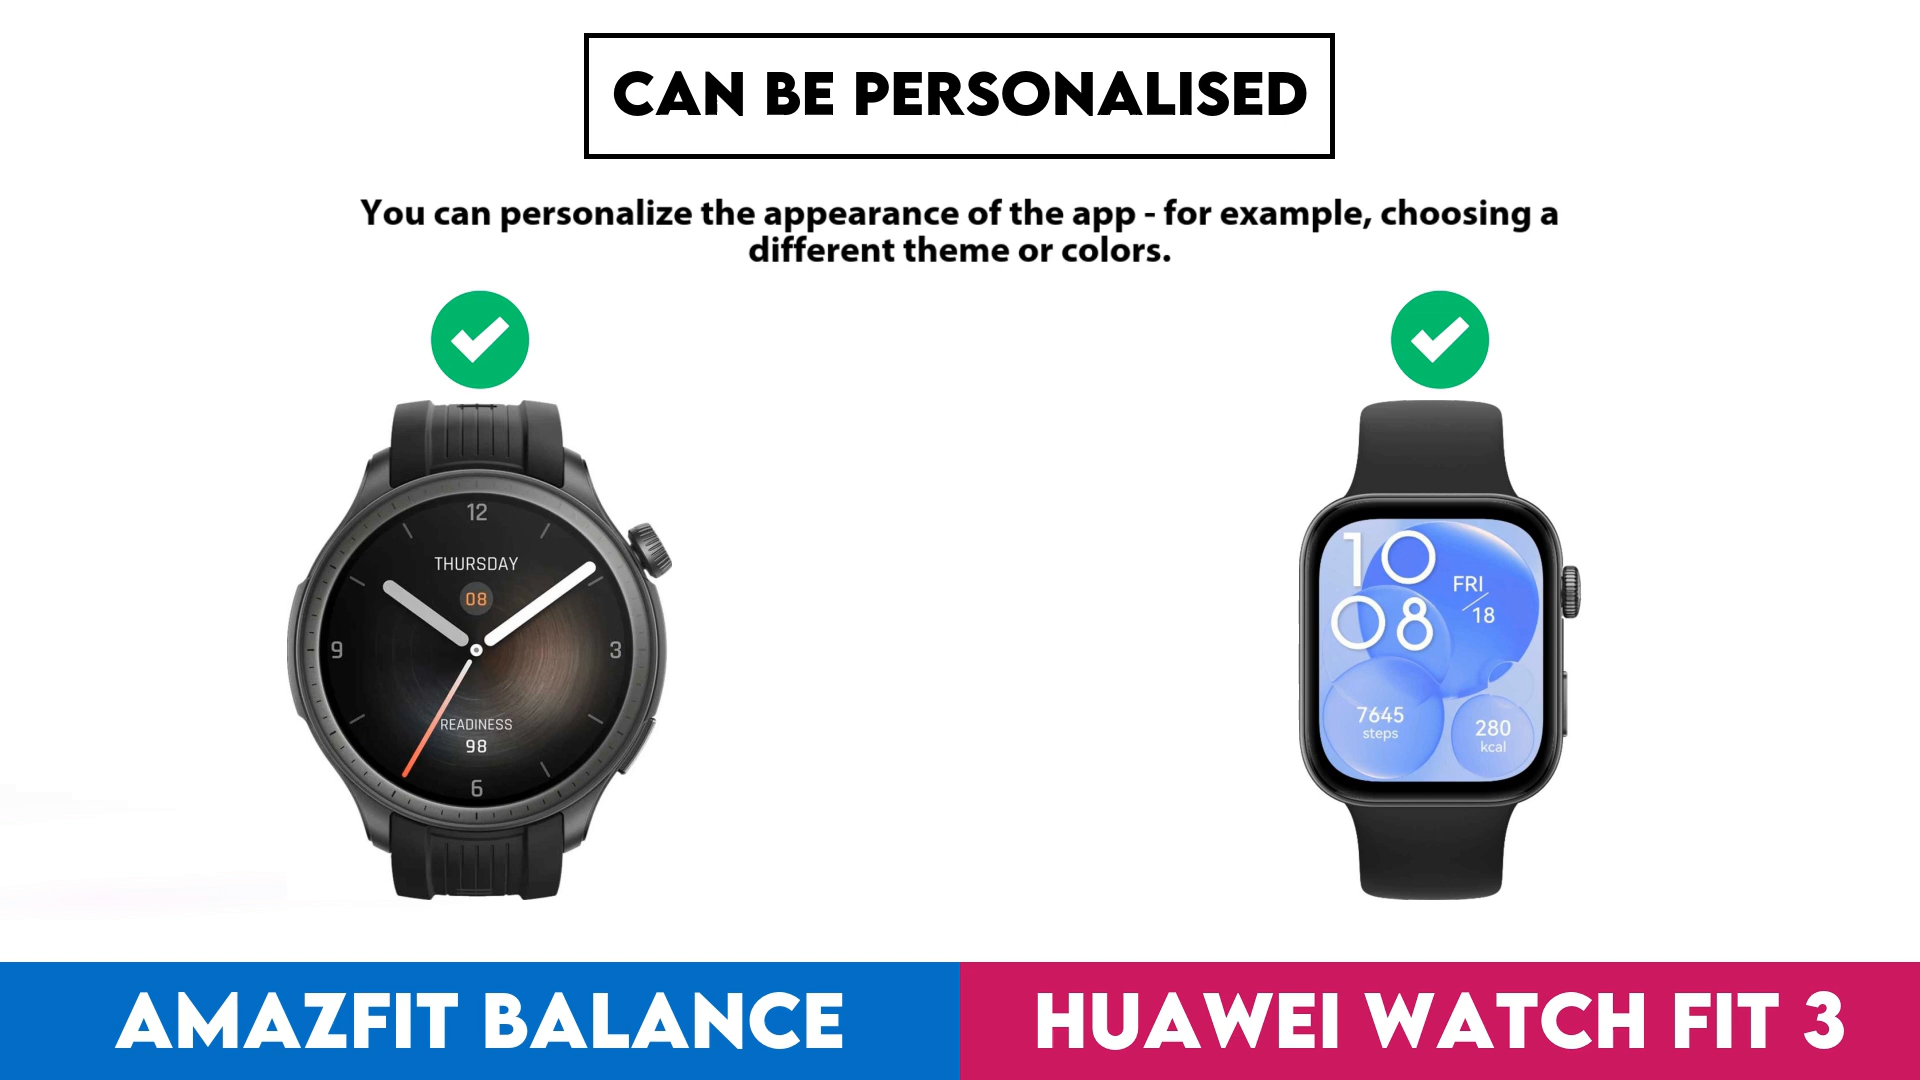 CAN BE PERSONALISED
You can personalize the appearance of the app - for example, choosing a
different theme or colors.
12
THURSDAY
08
9
3
READINESS
98
6
10
08
FRI
18
7645
steps
280
kcal
AMAZFIT BALANCE
HUAWEI WATCH FIT 3